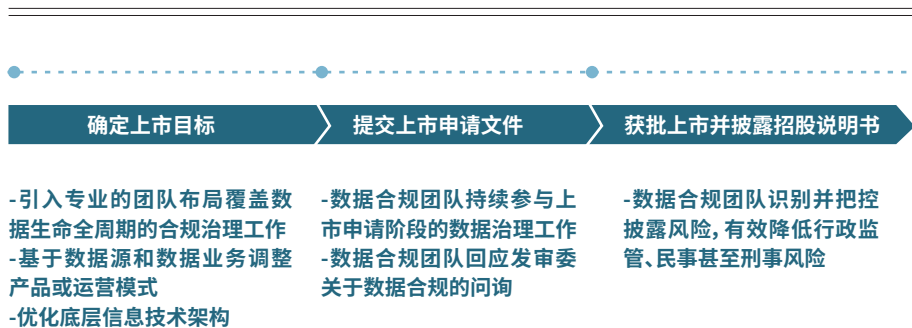 确定上市目标
提交上市申请文件
获批上市并披露招股说明书
-引入专业的团队布局覆盖数
据生命全周期的合规治理工作
-基于数据源和数据业务调整
产品或运营模式
-优化底层信息技术架构
-数据合规团队持续参与上
市申请阶段的数据治理工作
-数据合规团队回应发审委
关于数据合规的问询
-数据合规团队识别并把控
披露风险，有效降低行政监
管、民事甚至刑事风险